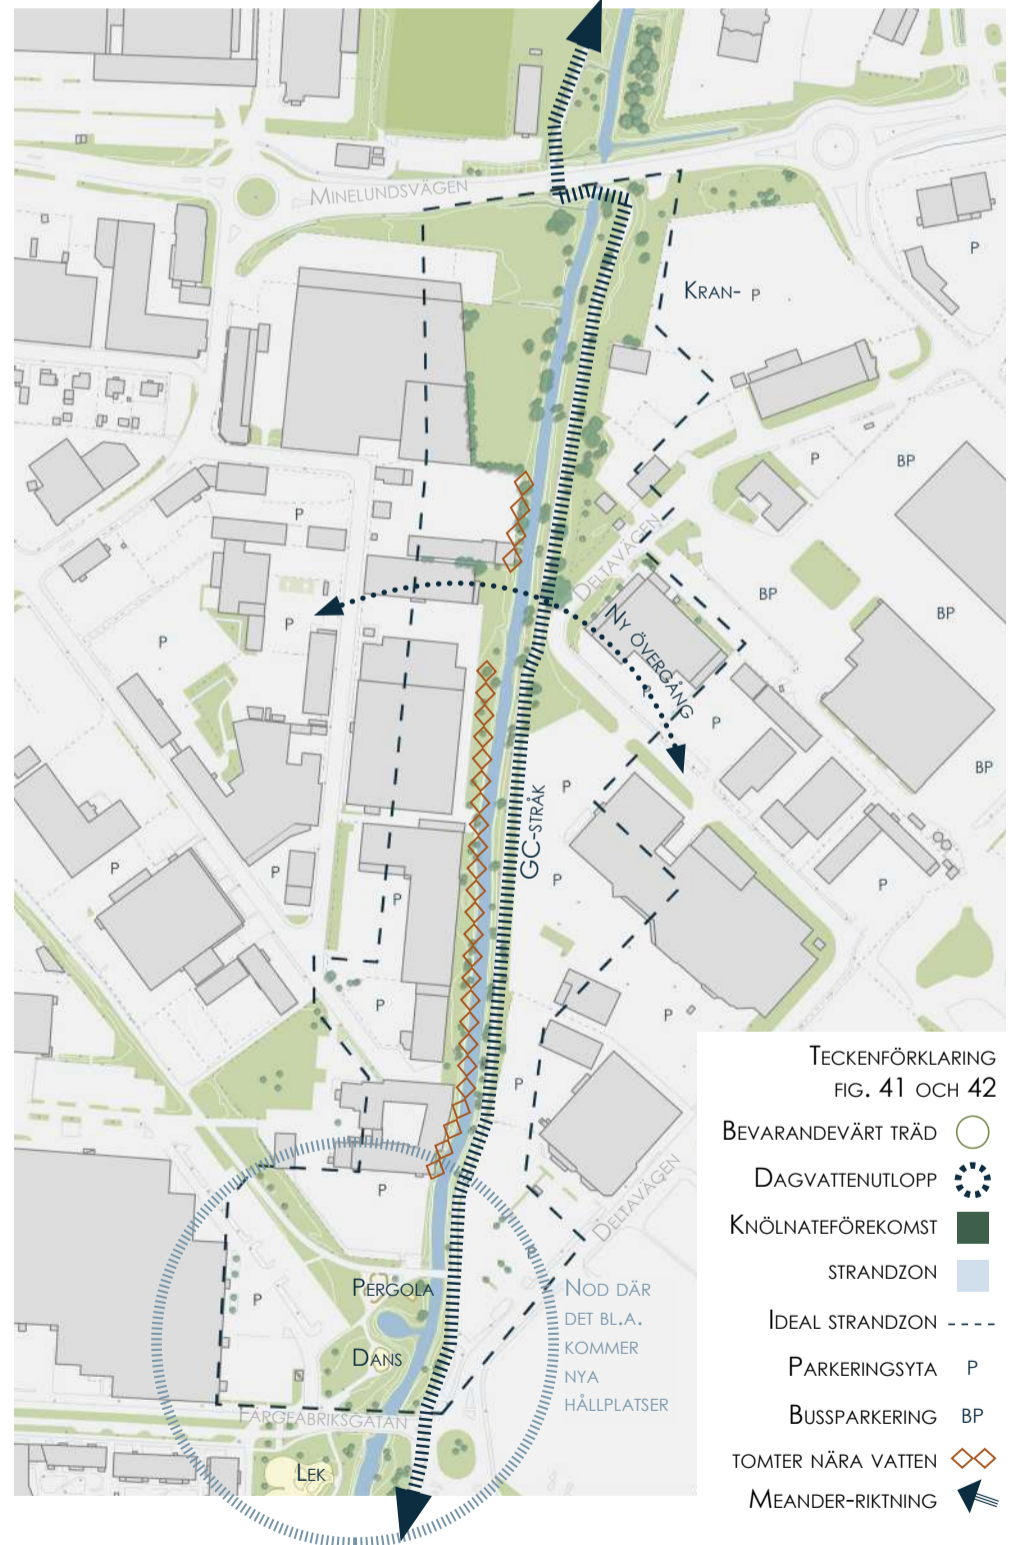 Minelundsvägen
Kran-
P
P
P
BP
P
Deltavägen
BP
BP
Ny övergång
P
P
P
P
BP
P
GC-stråk
P
P
P
P
P
P
P
P
P
Deltavägen
P
P
Pergola
Dans
Färgfabriksgatan
Lek
Nod där
det bl.a.
kommer
nya
hållplatser
Teckenförklaring
fig. 41 och 42
Bevarandevärt träd
Dagvattenutlopp
Knölnateförekomst
strandzon
Ideal strandzon
Parkeringsyta P
Bussparkering BP
tomter nära vatten
Meander-riktning